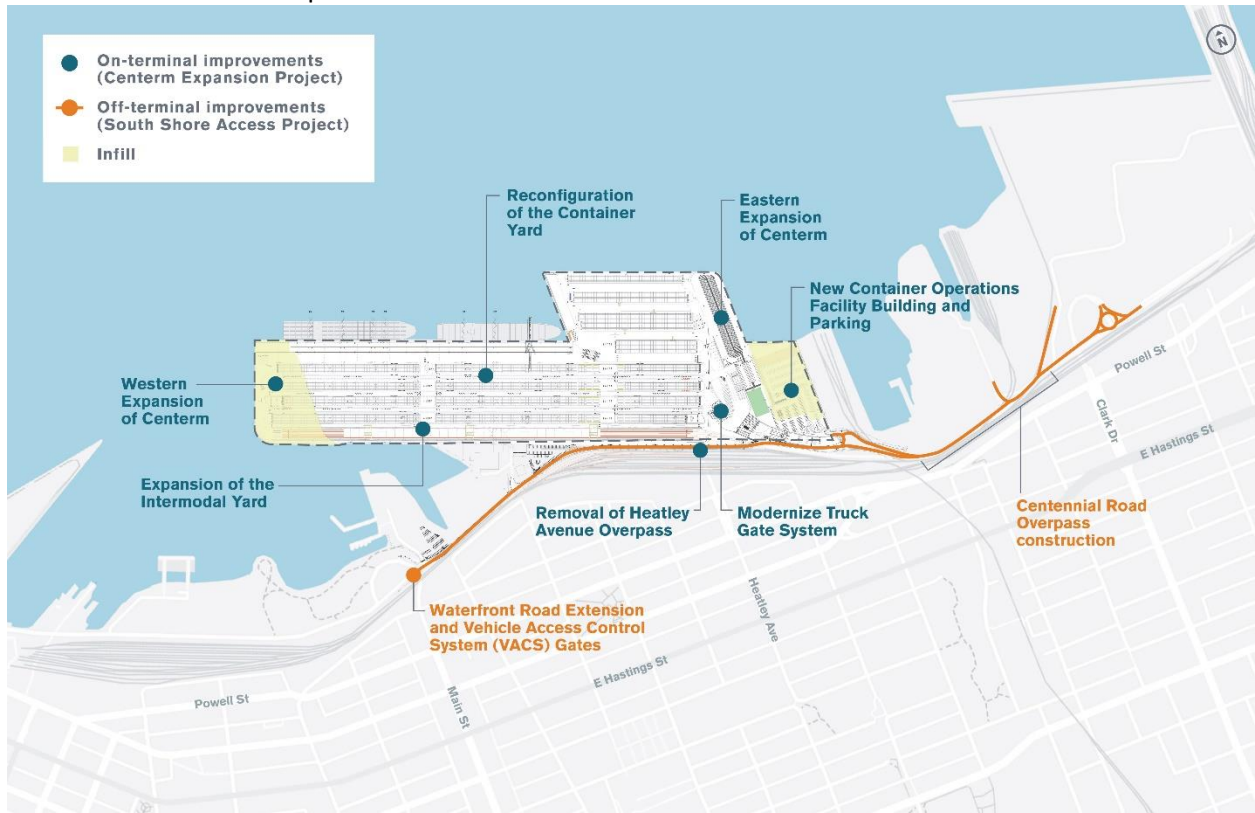 On-terminal improvements
(Centerm Expansion Project)
Off-terminal improvements
(South Shore Access Project)
Infill
N
Reconfiguration
of the Container
Yard
Eastern
Expansion
of Centerm
New Container Operations
Facility Building and
Parking
Western
Expansion
of Centerm
Expansion of the
Intermodal Yard
Removal of Heatley
Avenue Overpass
Modernize Truck
Gate System
Centennial Road
Overpass
construction
Waterfront Road Extension
and Vehicle Access Control
System (VACS) Gates
Powell St
Clark Dr
E Hastings St
Heatley Ave
E Hastings St
Main St
Powell St